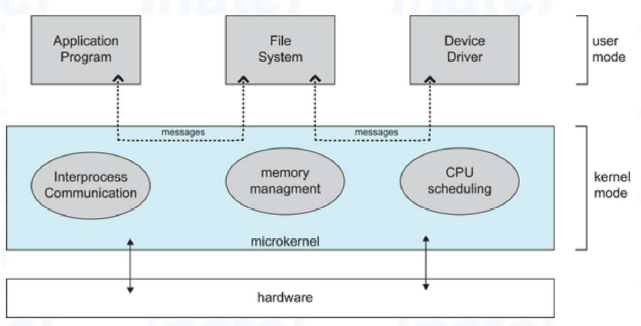 Application
Program
File
System
Device
Driver
user
mode
messages
messages
Interprocess
Communication
memory
managment
CPU
scheduling
kernel
mode
microkernel
hardware